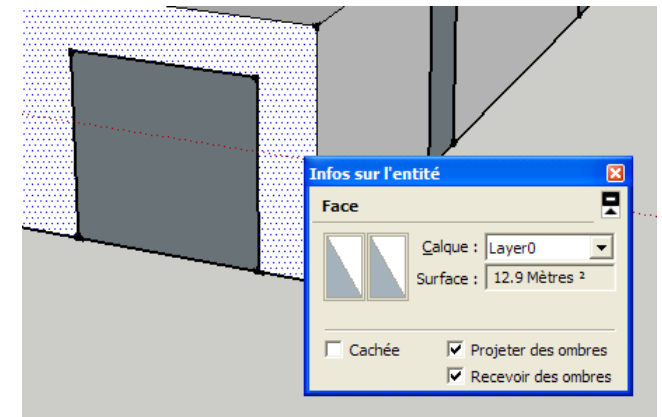 Infos sur l'entité
Face
Calque : Layer0
Surface : 12.9 Mètres ²
Cachée
Projeter des ombres
Recevoir des ombres